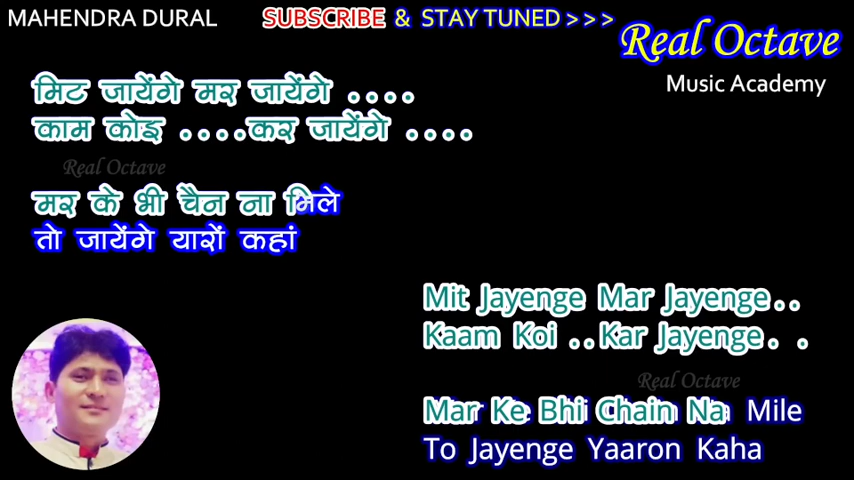 MAHENDRA DURAL
SUBSCRIBE & STAY TUNED >>>
Real Octave
Music Academy
मिट जायेंगे मर जायेंगे ....
काम कोइ ....कर जायेंगे ....
Real Octave
मर के भी चैन ना मिले
तो जायेंगे यारों कहां
Mit Jayenge Mar Jayenge..
Kaam Koi ..Kar Jayenge. .
Real Octave
Mar Ke Bhi Chain Na Mile
To Jayenge Yaaron Kaha